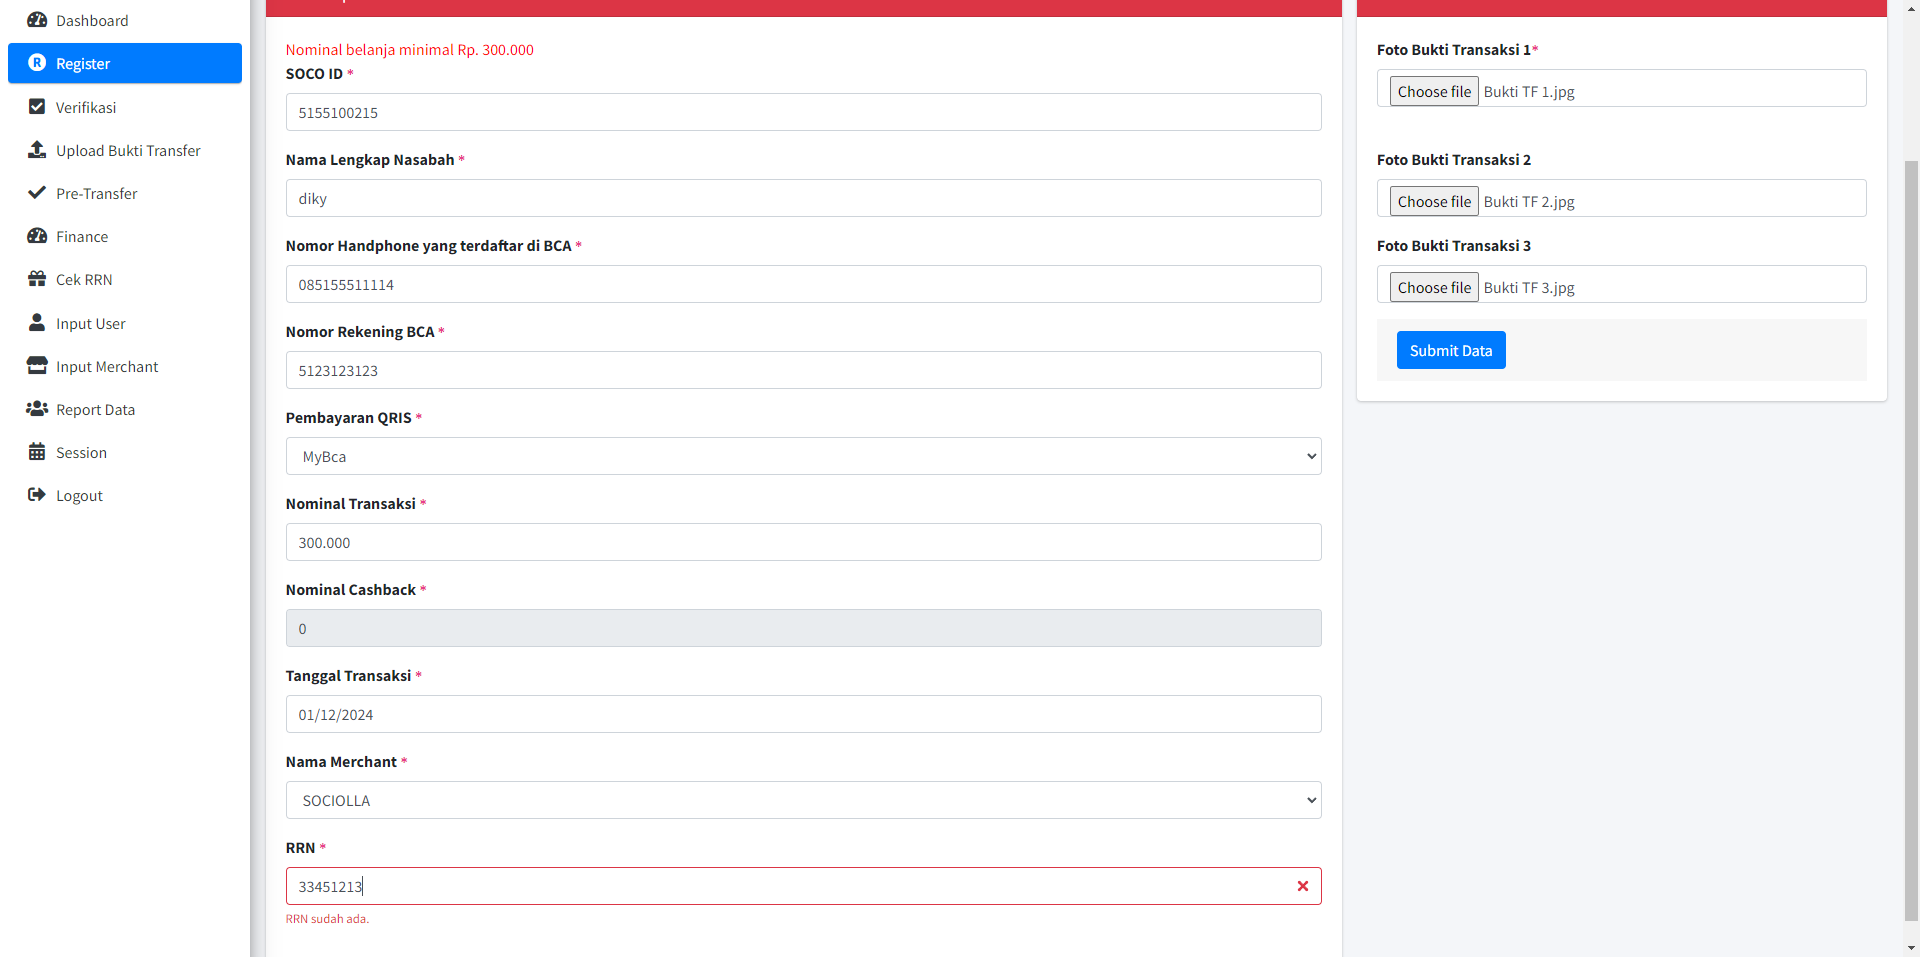 Dashboard
Register
Verifikasi
Upload Bukti Transfer
Pre-Transfer
Finance
Cek RRN
Input User
Input Merchant
Report Data
Session
Logout
Nominal belanja minimal Rp. 300.000
SOCO ID *
5155100215
Nama Lengkap Nasabah *
diky
Nomor Handphone yang terdaftar di BCA *
085155511114
Nomor Rekening BCA *
5123123123
Pembayaran QRIS *
MyBca
Nominal Transaksi *
300.000
Nominal Cashback *
0
Tanggal Transaksi *
01/12/2024
Nama Merchant *
SOCIOLLA
RRN *
33451213
RRN sudah ada.
Foto Bukti Transaksi 1*
Choose file Bukti TF 1.jpg
Foto Bukti Transaksi 2
Choose file Bukti TF 2.jpg
Foto Bukti Transaksi 3
Choose file Bukti TF 3.jpg
Submit Data